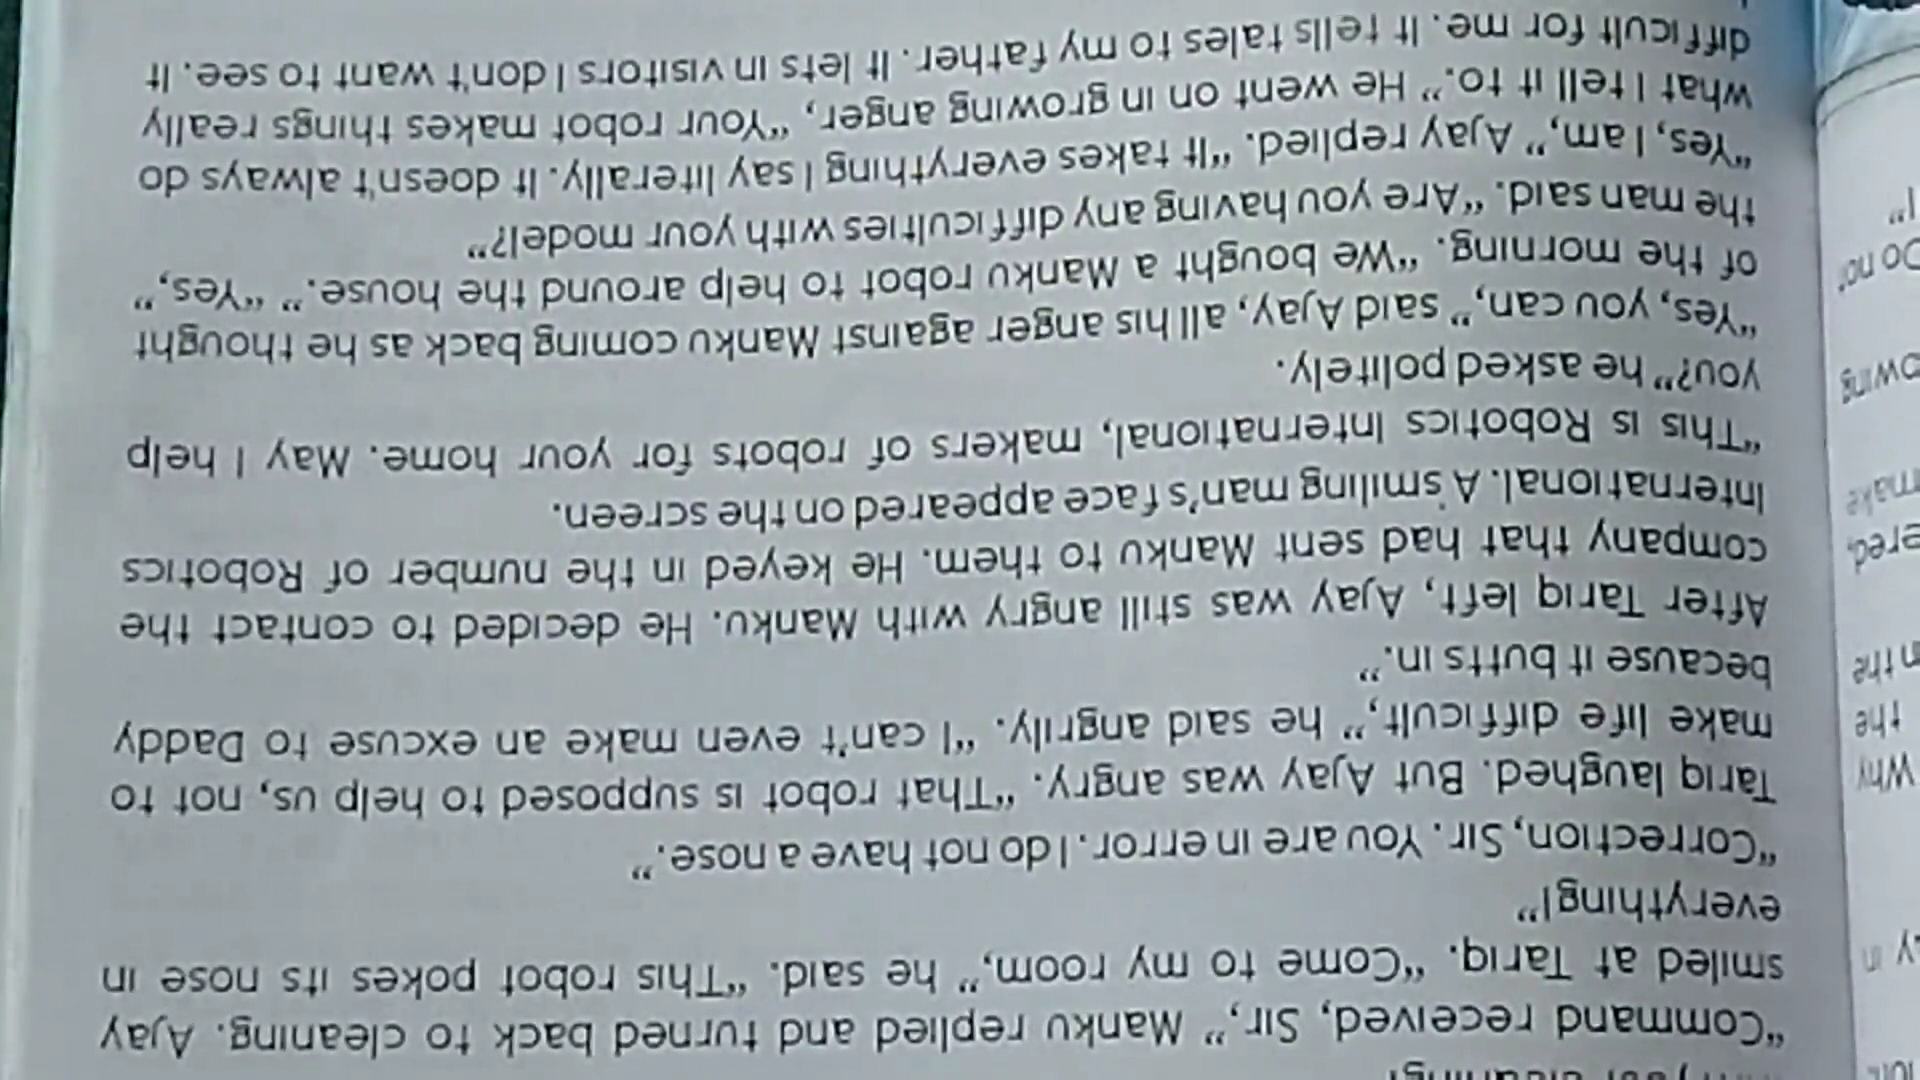 "Command received, Sir," Manku replied and turned back to cleaning. Ajay
smiled at Tariq. "Come to my room," he said. "This robot pokes its nose in
everything!"
"Correction, Sir. You are in error. I do not have a nose."
Tariq laughed. But Ajay was angry. "That robot is supposed to help us, not to
make life difficult," he said angrily. "I can't even make an excuse to Daddy
because it butts in."
After Tariq left, Ajay was still angry with Manku. He decided to contact the
company that had sent Manku to them. He keyed in the number of Robotics
International. A smiling man's face appeared on the screen.
"This is Robotics International, makers of robots for your home. May I help
you?" he asked politely.
"Yes, you can," said Ajay, all his anger against Manku coming back as he thought
of the morning. "We bought a Manku robot to help around the house." "Yes,"
the man said. "Are you having any difficulties with your model?"
"Yes, I am," Ajay replied. "It takes everything I say literally. It doesn't always do
what I tell it to." He went on in growing anger, "Your robot makes things really
difficult for me. It tells tales to my father. It lets in visitors I don't want to see. It
Why
the
n the
ered,
make
owing
Do not
!"